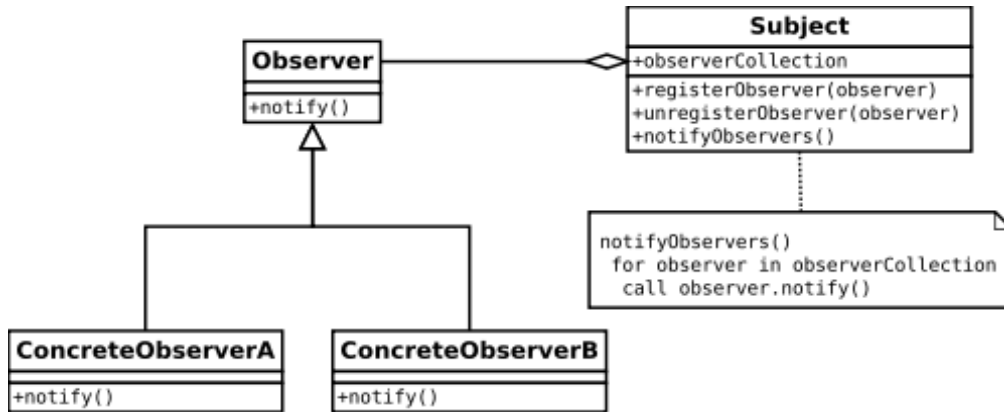 Observer
+notify()
Subject
+observerCollection
+registerObserver(observer)
+unregisterObserver(observer)
+notifyObservers()
notifyObservers()
for observer in observerCollection
call observer.notify()
ConcreteObserverA
+notify()
ConcreteObserverB
+notify()